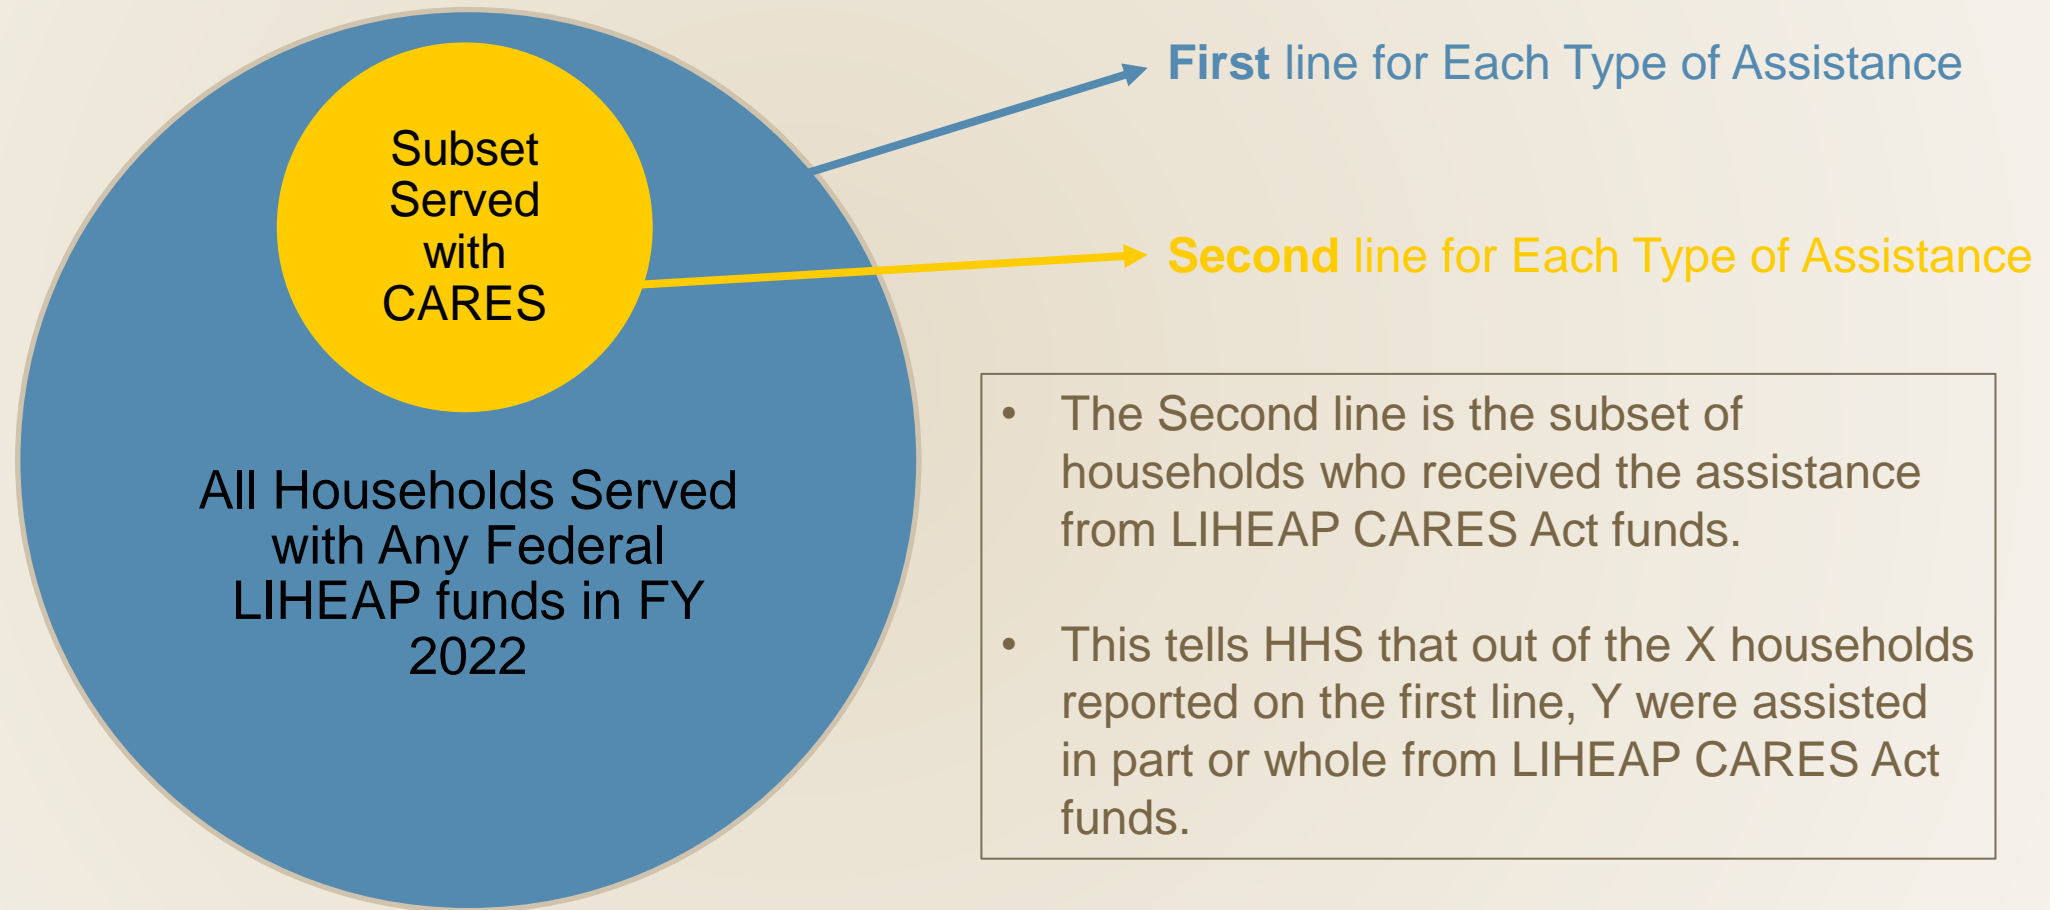 Subset
Served
with
CARES
All Households Served
with Any Federal
LIHEAP funds in FY
2022
First line for Each Type of Assistance
Second line for Each Type of Assistance
• The Second line is the subset of
households who received the assistance
from LIHEAP CARES Act funds.
• This tells HHS that out of the X households
reported on the first line, Y were assisted
in part or whole from LIHEAP CARES Act
funds.